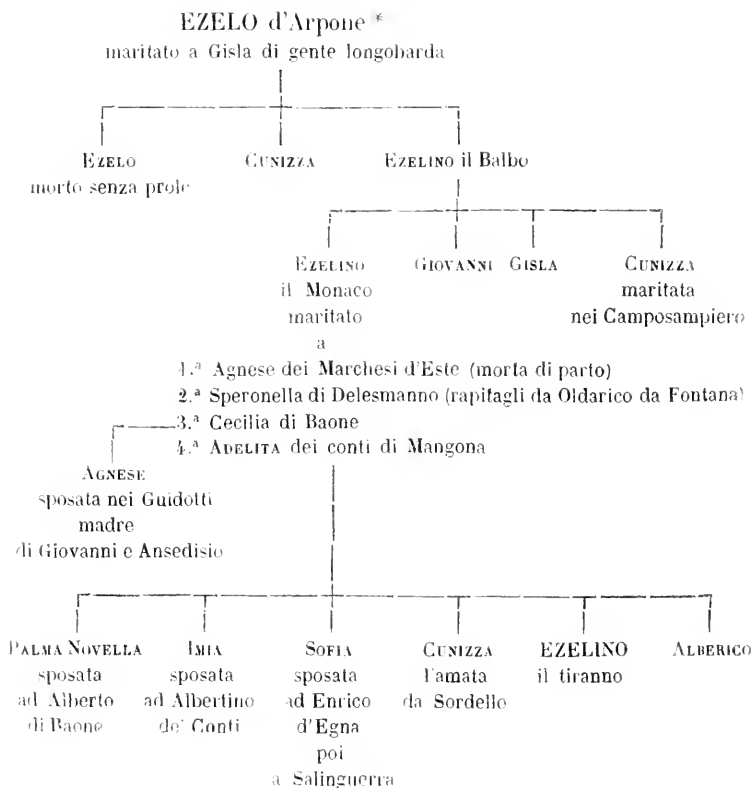 EZELO d'Arpone *
maritato a Gisla di gente longobarda
EZELO
morto senza prole
CUNIZZA
EZELINO il Balbo
EZELINO
il Monaco
maritato
a
GIOVANNI
GISLA
CUNIZZA
maritata
nei Camposampiero
1.ª Agnese dei Marchesi d'Este (morta di parto)
2.ª Speronella di Delesmanno (rapitagli da Oldarico da Fontana)
3.ª Cecilia di Baone
4.ª ADELITA dei conti di Mangona
AGNESE
sposata nei Guidotti
madre
di Giovanni e Ansedisio
PALMA NOVELLA
sposata
ad Alberto
di Baone
IMIA
sposata
ad Albertino
de' Conti
SOFIA
sposata
ad Enrico
d'Egna
poi
a Salinguerra
CUNIZZA
l'amata
da Sordello
EZELINO
il tiranno
ALBERICO